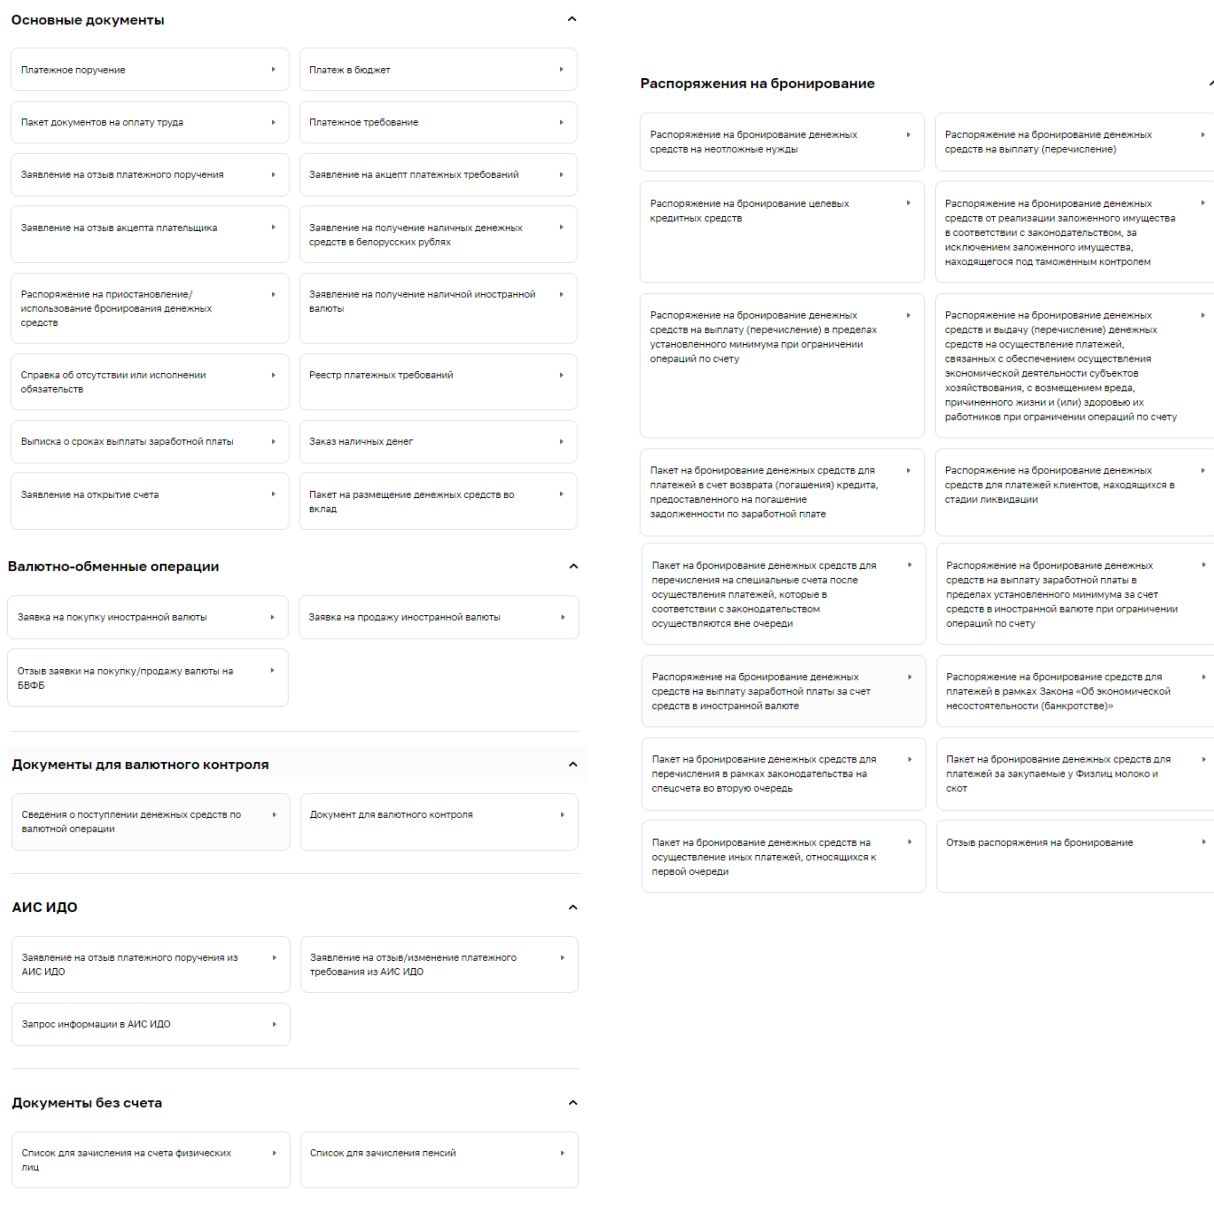 Основные документы
Платежное поручение
Платеж в бюджет
Пакет документов на оплату труда
Платежное требование
Заявление на отзыв платежного поручения
Заявление на акцепт платежных требований
Заявление на отзыв акцепта плательщика
Заявление на получение наличных денежных
средств в белорусских рублях
Распоряжение на приостановление/
использование бронирования денежных
средств
Заявление на получение наличной иностранной
валюты
Справка об отсутствии или исполнении
обязательств
Реестр платежных требований
Выписка о сроках выплаты заработной платы
Заказ наличных денег
Заявление на открытие счета
Пакет на размещение денежных средств во
вклад
Валютно-обменные операции
Заявка на покупку иностранной валюты
Заявка на продажу иностранной валюты
Отзыв заявки на покупку/продажу валюты на
БВФБ
Документы для валютного контроля
Сведения о поступлении денежных средств по
валютной операции
Документ для валютного контроля
АИС ИДО
Заявление на отзыв платежного поручения из
АИС ИДО
Заявление на отзыв/изменение платежного
требования из АИС ИДО
Запрос информации в АИС ИДО
Документы без счета
Список для зачисления на счета физических
лиц
Список для зачисления пенсий
Распоряжения на бронирование
Распоряжение на бронирование денежных
средств на неотложные нужды
Распоряжение на бронирование денежных
средств на выплату (перечисление)
Распоряжение на бронирование целевых
кредитных средств
Распоряжение на бронирование денежных
средств от реализации заложенного имущества
в соответствии с законодательством, за
исключением заложенного имущества,
находящегося под таможенным контролем
Распоряжение на бронирование денежных
средств на выплату (перечисление) в пределах
установленного минимума при ограничении
операций по счету
Распоряжение на бронирование денежных
средств и выдачу (перечисление) денежных
средств на осуществление платежей,
связанных с обеспечением осуществления
экономической деятельности субъектов
хозяйствования, с возмещением вреда,
причиненного жизни и (или) здоровью их
работников при ограничении операций по счету
Пакет на бронирование денежных средств для
платежей в счет возврата (погашения) кредита,
предоставленного на погашение
задолженности по заработной плате
Распоряжение на бронирование денежных
средств для платежей клиентов, находящихся в
стадии ликвидации
Пакет на бронирование денежных средств для
перечисления на специальные счета после
осуществления платежей, которые в
соответствии с законодательством
осуществляются вне очереди
Распоряжение на бронирование денежных
средств на выплату заработной платы в
пределах установленного минимума за счет
средств в иностранной валюте при ограничении
операций по счету
Распоряжение на бронирование денежных
средств на выплату заработной платы за счет
средств в иностранной валюте
Распоряжение на бронирование средств для
платежей в рамках Закона «Об экономической
несостоятельности (банкротстве)»
Пакет на бронирование денежных средств для
перечисления в рамках законодательства на
спецсчета во вторую очередь
Пакет на бронирование денежных средств для
платежей за закупаемые у Физлиц молоко и
скот
Пакет на бронирование денежных средств на
осуществление иных платежей, относящихся к
первой очереди
Отзыв распоряжения на бронирование